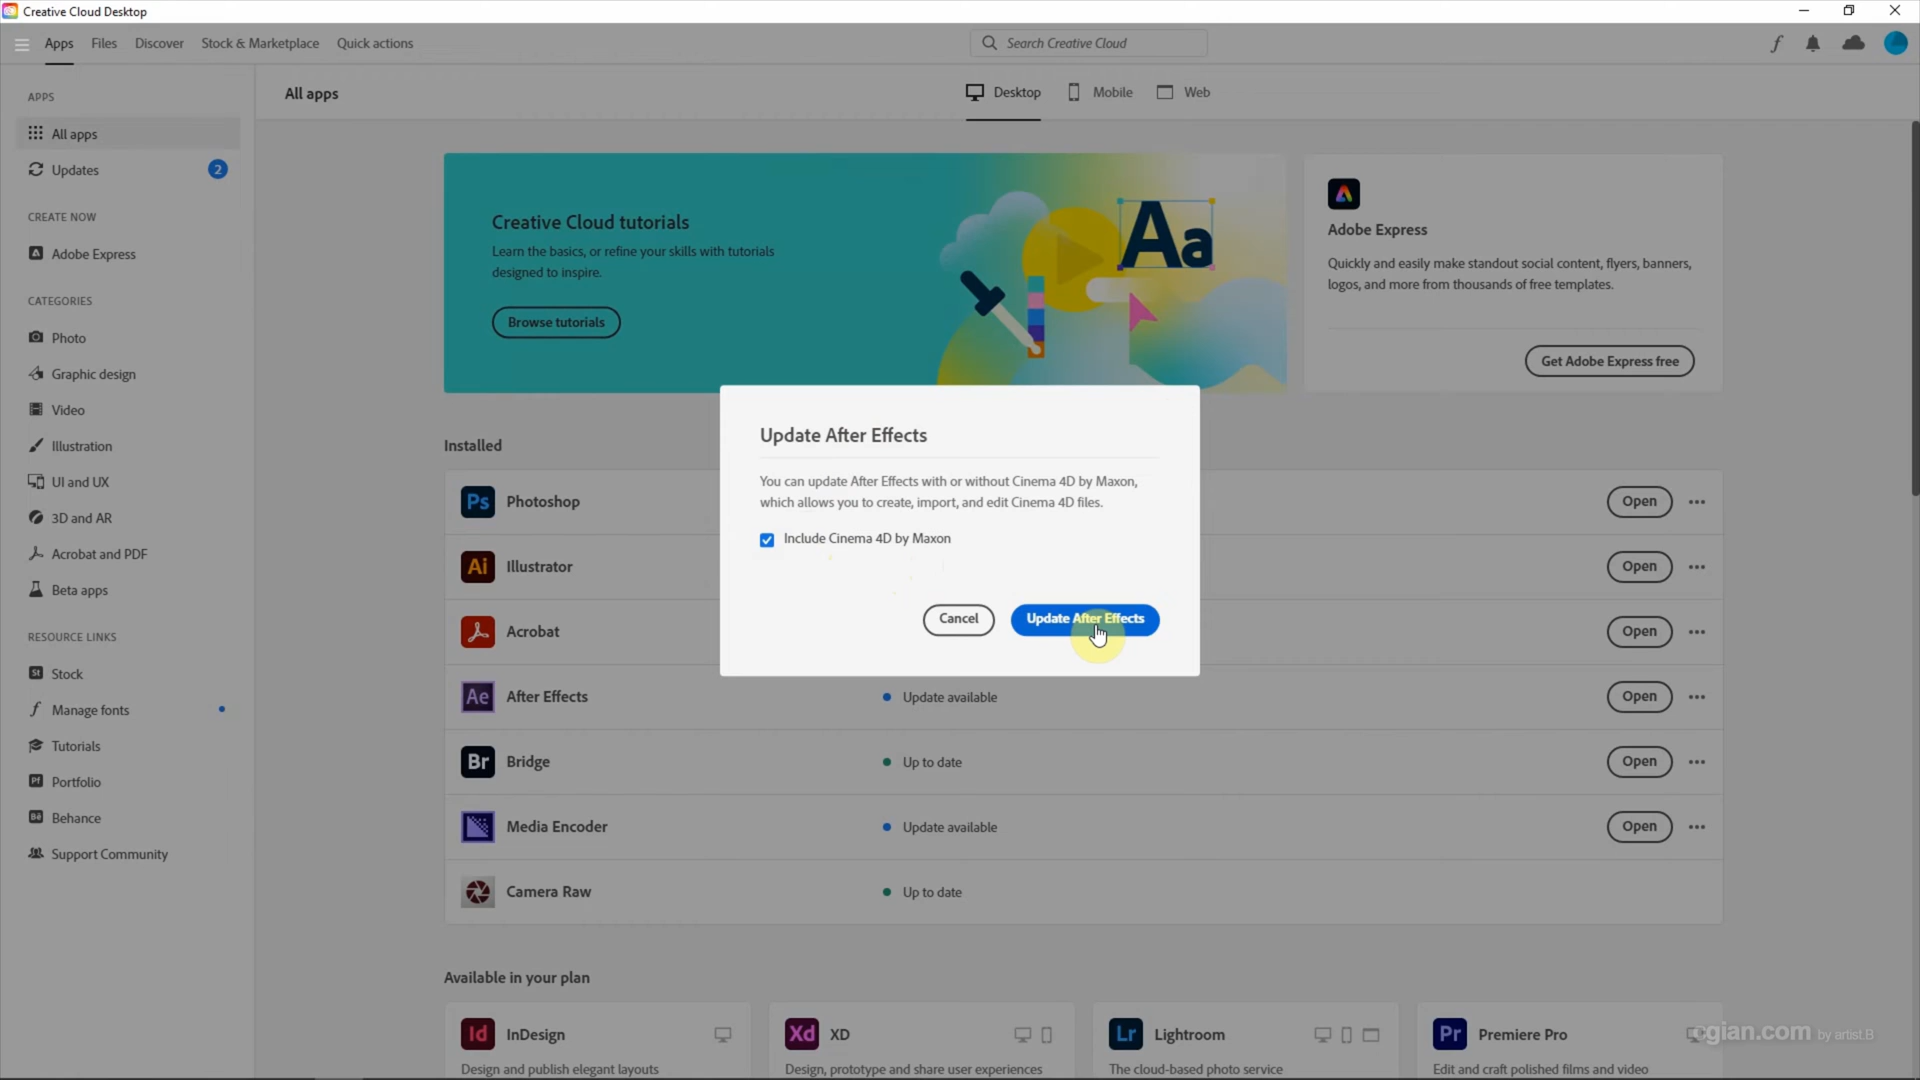 Creative Cloud Desktop
Apps Files Discover Stock & Marketplace Quick actions
Search Creative Cloud
APPS
All apps
Updates 2
CREATE NOW
Adobe Express
CATEGORIES
Photo
Graphic design
Video
Illustration
UI and UX
3D and AR
Acrobat and PDF
Beta apps
RESOURCE LINKS
St Stock
Manage fonts
Tutorials
Pf Portfolio
Bē Behance
Support Community
All apps
Desktop Mobile Web
Creative Cloud tutorials
Learn the basics, or refine your skills with tutorials
designed to inspire.
Browse tutorials
Aa
Adobe Express
Quickly and easily make standout social content, flyers, banners,
logos, and more from thousands of free templates.
Get Adobe Express free
Update After Effects
You can update After Effects with or without Cinema 4D by Maxon,
which allows you to create, import, and edit Cinema 4D files.
Include Cinema 4D by Maxon
Cancel Update After Effects
Installed
Ps Photoshop Open
Ai Illustrator Open
Acrobat Open
Ae After Effects Update available Open
Br Bridge Up to date Open
Media Encoder Update available Open
Camera Raw Up to date
Available in your plan
Id InDesign
Design and publish elegant layouts
Xd XD
Design, prototype and share user experiences
Lr Lightroom
The cloud-based photo service
Pr Premiere Pro
Edit and craft polished films and video
cgian.com by artist.B